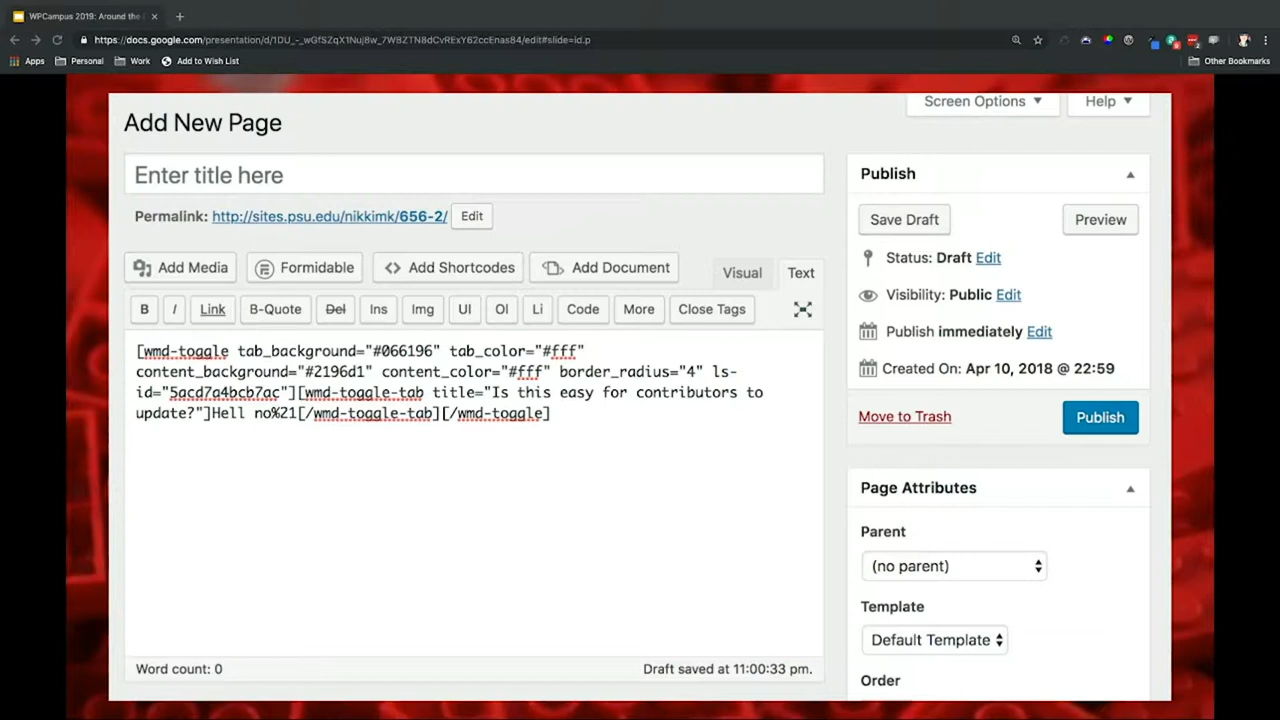 WPCampus 2019: Around the
https://docs.google.com/presentation/d/1DU_-_wGfSZqX1Nuj8w_7WBZTN8dCvRExY62ccEnas84/edit#slide=id.p
Apps Personal Work Add to Wish List Other Bookmarks
Screen Options Help
Add New Page
Enter title here
Permalink: http://sites.psu.edu/nikkimk/656-2/ Edit
Add Media Formidable Add Shortcodes Add Document Visual Text
B I Link B-Quote Del Ins Img Ul Ol Li Code More Close Tags
[wmd-toggle tab_background="#066196" tab_color="#fff"
content_background="#2196d1" content_color="#fff" border_radius="4" ls-
id="5acd7a4bcb7ac"][wmd-toggle-tab title="Is this easy for contributors to
update?"]Hell no%21[/wmd-toggle-tab][/wmd-toggle]
Word count: 0 Draft saved at 11:00:33 pm.
Publish
Save Draft Preview
Status: Draft Edit
Visibility: Public Edit
Publish immediately Edit
Created On: Apr 10, 2018 @ 22:59
Move to Trash Publish
Page Attributes
Parent
(no parent)
Template
Default Template
Order